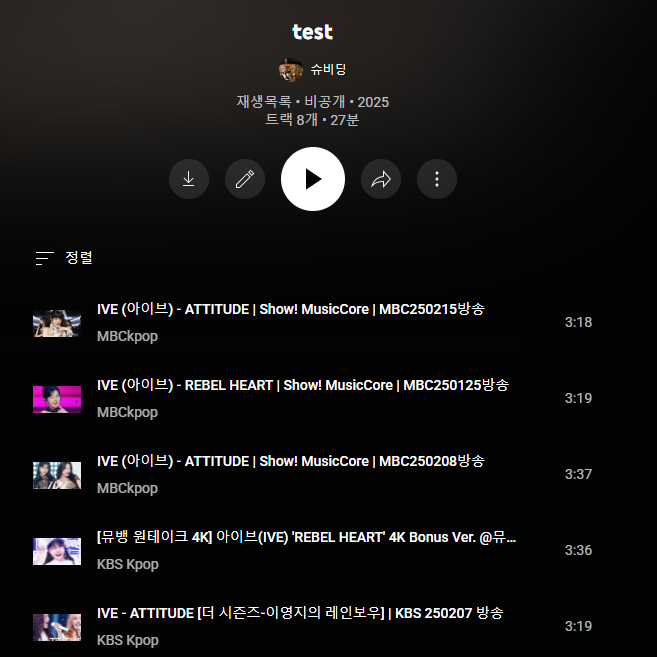 test
슈비딩
재생목록 • 비공개 • 2025
트랙 8개 • 27분
정렬
IVE (아이브) - ATTITUDE | Show! MusicCore | MBC250215방송
MBCkpop
3:18
IVE (아이브) - REBEL HEART | Show! MusicCore | MBC250125방송
MBCkpop
3:19
IVE (아이브) - ATTITUDE | Show! MusicCore | MBC250208방송
MBCkpop
3:37
[뮤뱅 원테이크 4K] 아이브(IVE) 'REBEL HEART' 4K Bonus Ver. @뮤...
KBS Kpop
3:36
IVE - ATTITUDE [더 시즌즈-이영지의 레인보우] | KBS 250207 방송
KBS Kpop
3:19